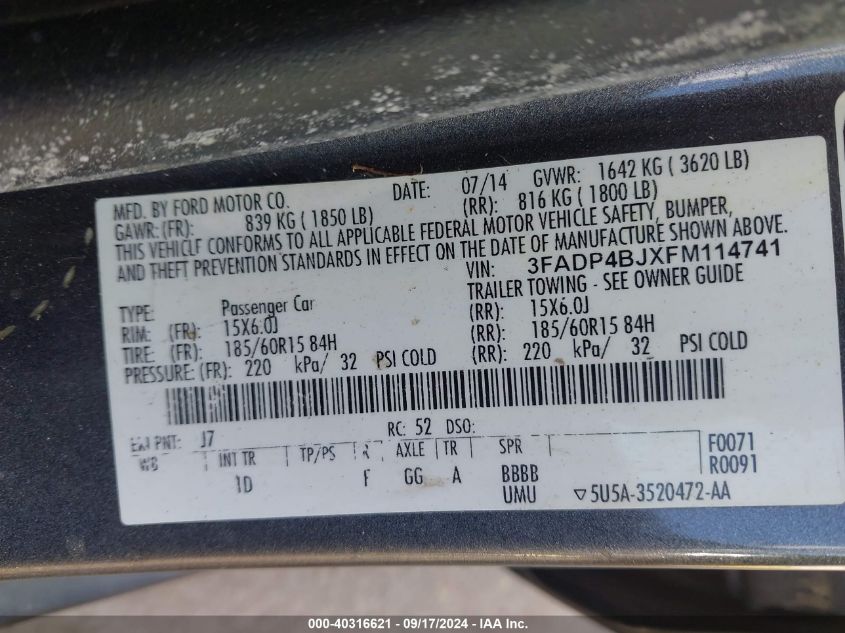 MFD. BY FORD MOTOR CO. DATE: 07/14 GVWR: 1642 KG ( 3620 LB)
GAWR: (FR): 839 KG ( 1850 LB) (RR): 816 KG ( 1800 LB)
THIS VEHICLE CONFORMS TO ALL APPLICABLE FEDERAL MOTOR VEHICLE SAFETY, BUMPER,
AND THEFT PREVENTION STANDARDS IN EFFECT ON THE DATE OF MANUFACTURE SHOWN ABOVE.
VIN: 3FADP4BJXFM114741
TYPE: Passenger Car TRAILER TOWING - SEE OWNER GUIDE
RIM: (FR): 15X6.0J (RR): 15X6.0J
TIRE: (FR): 185/60R15 84H (RR): 185/60R15 84H
PRESSURE: (FR): 220 kPa/ 32 PSI COLD (RR): 220 kPa/ 32 PSI COLD
EXT PNT: J7 RC: 52 DSO:
WB INT TR TP/PS R AXLE TR SPR F0071
ID F GG A BBBB R0091
UMU ▽5U5A-3520472-AA
000-40316621 - 09/17/2024 - IAA Inc.